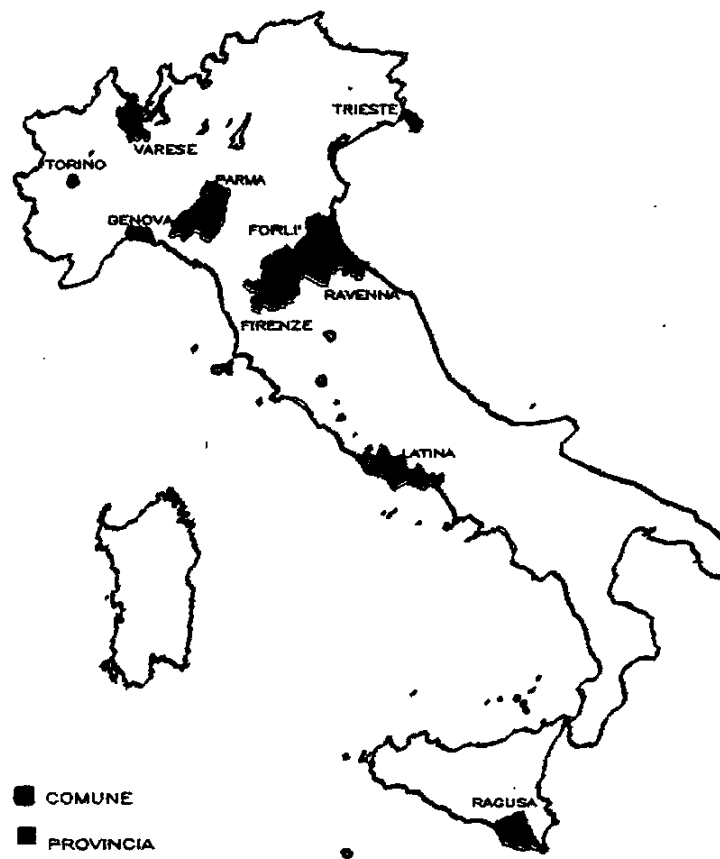 TRIESTE
VARESE
TORINO
PARMA
GENOVA
FORLI'
RAVENNA
FIRENZE
LATINA
RAGUSA
COMUNE
PROVINCIA